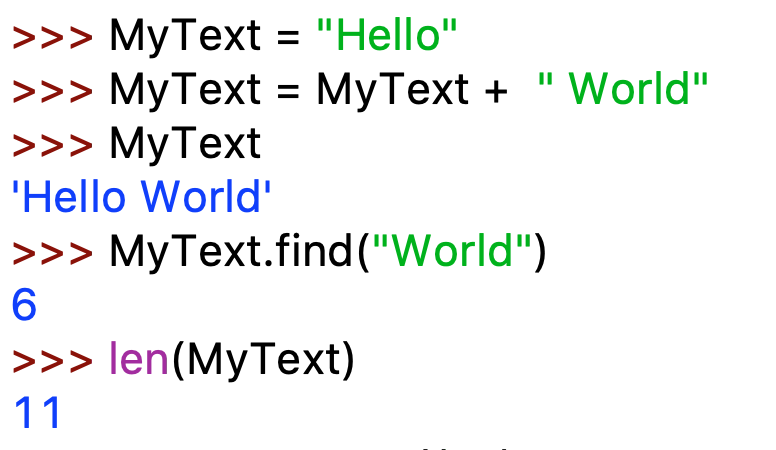 >>> MyText = "Hello"
>>> MyText = MyText +  " World"
>>> MyText
'Hello World'
>>> MyText.find("World")
6
>>> len(MyText)
11